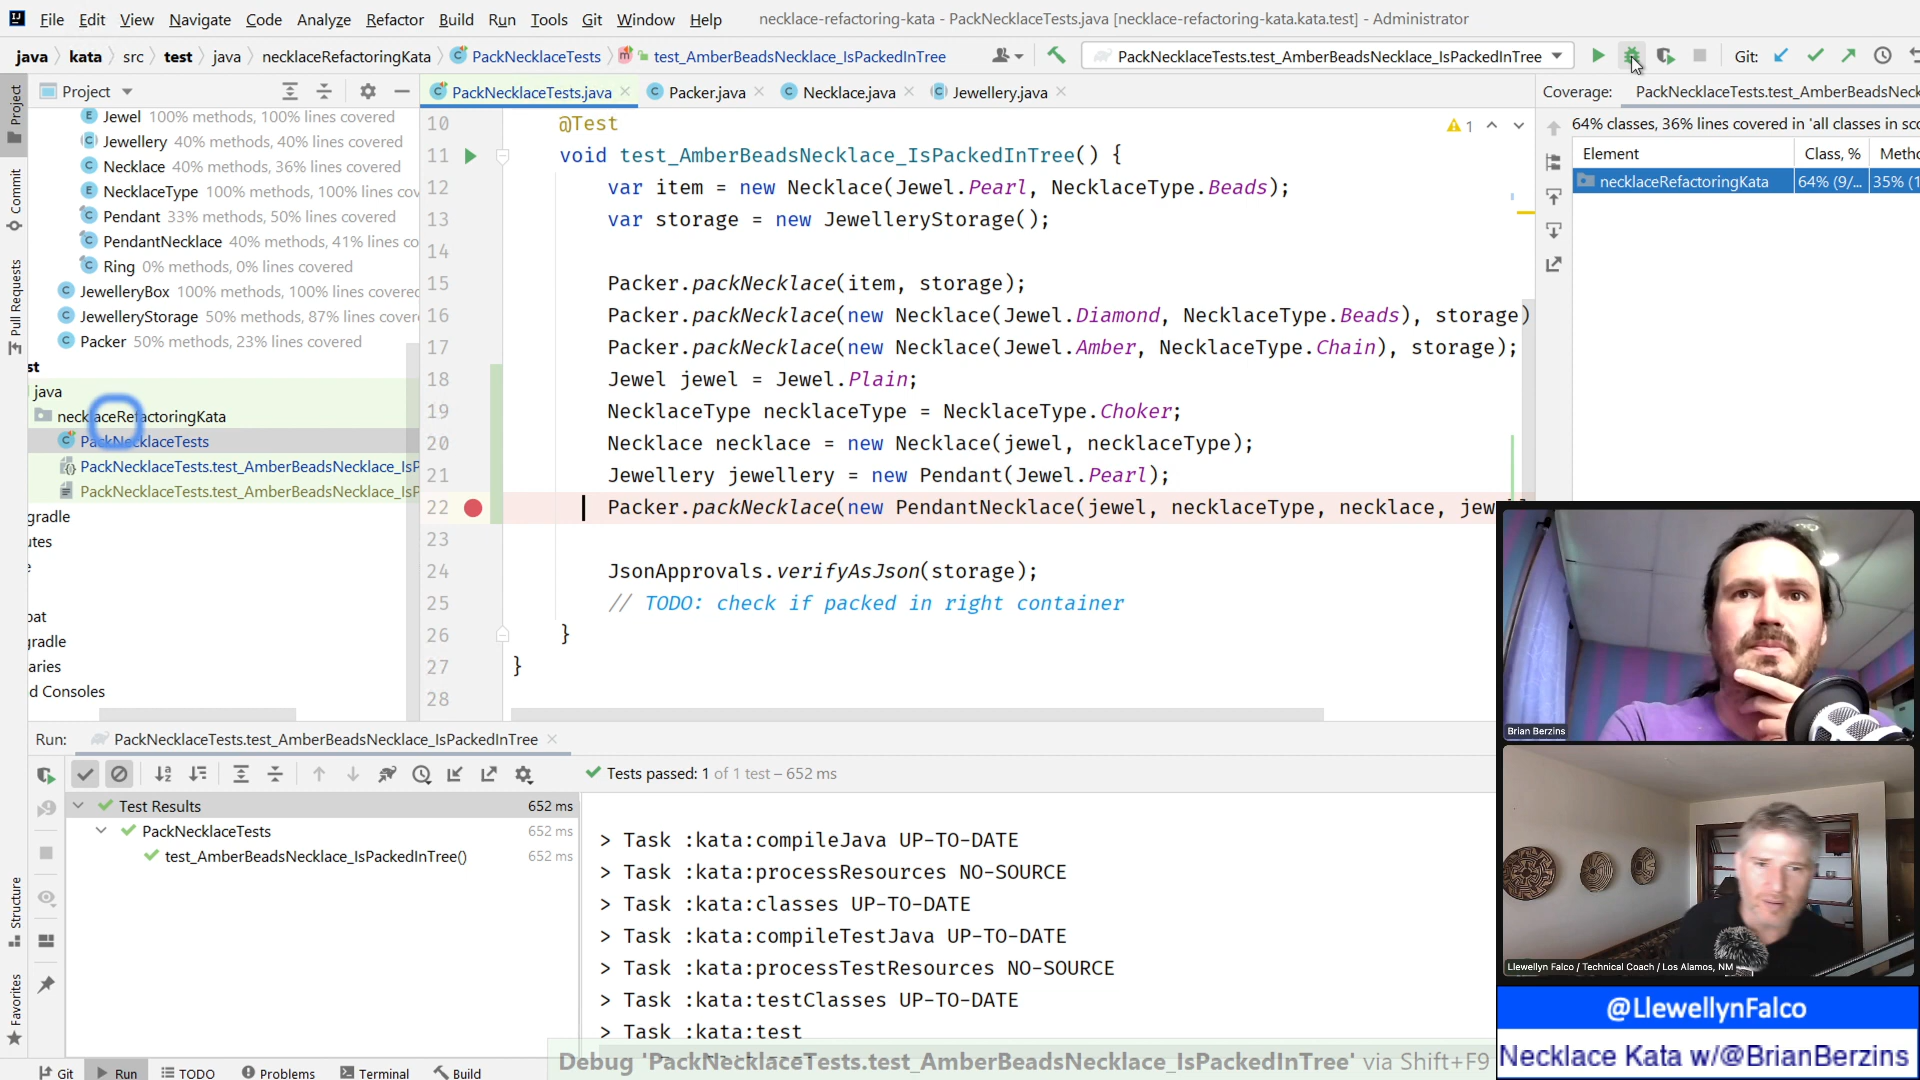 File Edit View Navigate Code Analyze Refactor Build Run Tools Git Window Help necklace-refactoring-kata - PackNecklaceTests.java [necklace-refactoring-kata.kata.test] - Administrator
java kata src test java necklaceRefactoringKata PackNecklaceTests test_AmberBeadsNecklace_IsPackedInTree PackNecklaceTests.test_AmberBeadsNecklace_IsPackedInTree Git:
Project PackNecklaceTests.java Packer.java Necklace.java Jewellery.java Coverage: PackNecklaceTests.test_AmberBeadsNeck
Project
Commit
Pull Requests
Structure
Favorites
Jewel 100% methods, 100% lines covered
Jewellery 40% methods, 40% lines covered
Necklace 40% methods, 36% lines covered
NecklaceType 100% methods, 100% lines cov
Pendant 33% methods, 50% lines covered
PendantNecklace 40% methods, 41% lines co
Ring 0% methods, 0% lines covered
JewelleryBox 100% methods, 100% lines covered
JewelleryStorage 50% methods, 87% lines cover
Packer 50% methods, 23% lines covered
st
java
necklaceRefactoringKata
PackNecklaceTests
PackNecklaceTests.test_AmberBeadsNecklace_IsP
PackNecklaceTests.test_AmberBeadsNecklace_IsP
gradle
utes
e
bat
gradle
aries
d Consoles
10 @Test
11 void test_AmberBeadsNecklace_IsPackedInTree() {
12 var item = new Necklace(Jewel.Pearl, NecklaceType.Beads);
13 var storage = new JewelleryStorage();
14
15 Packer.packNecklace(item, storage);
16 Packer.packNecklace(new Necklace(Jewel.Diamond, NecklaceType.Beads), storage)
17 Packer.packNecklace(new Necklace(Jewel.Amber, NecklaceType.Chain), storage);
18 Jewel jewel = Jewel.Plain;
19 NecklaceType necklaceType = NecklaceType.Choker;
20 Necklace necklace = new Necklace(jewel, necklaceType);
21 Jewellery jewellery = new Pendant(Jewel.Pearl);
22 Packer.packNecklace(new PendantNecklace(jewel, necklaceType, necklace, jew
23
24 JsonApprovals.verifyAsJson(storage);
25 // TODO: check if packed in right container
26 }
27 }
28
1
64% classes, 36% lines covered in 'all classes in sco
Element Class, % Metho
necklaceRefactoringKata 64% (9/... 35% (1
Run: PackNecklaceTests.test_AmberBeadsNecklace_IsPackedInTree
Tests passed: 1 of 1 test – 652 ms
Test Results 652 ms
PackNecklaceTests 652 ms
test_AmberBeadsNecklace_IsPackedInTree() 652 ms
> Task :kata:compileJava UP-TO-DATE
> Task :kata:processResources NO-SOURCE
> Task :kata:classes UP-TO-DATE
> Task :kata:compileTestJava UP-TO-DATE
> Task :kata:processTestResources NO-SOURCE
> Task :kata:testClasses UP-TO-DATE
> Task :kata:test
Debug 'PackNecklaceTests.test_AmberBeadsNecklace_IsPackedInTree' via Shift+F9
Git Run TODO Problems Terminal Build
Brian Berzins
Llewellyn Falco / Technical Coach / Los Alamos, NM
@LlewellynFalco
Necklace Kata w/@BrianBerzins